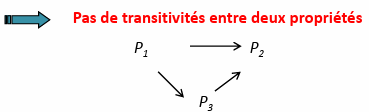 Pas de transitivités entre deux propriétés
P1 P2
P3